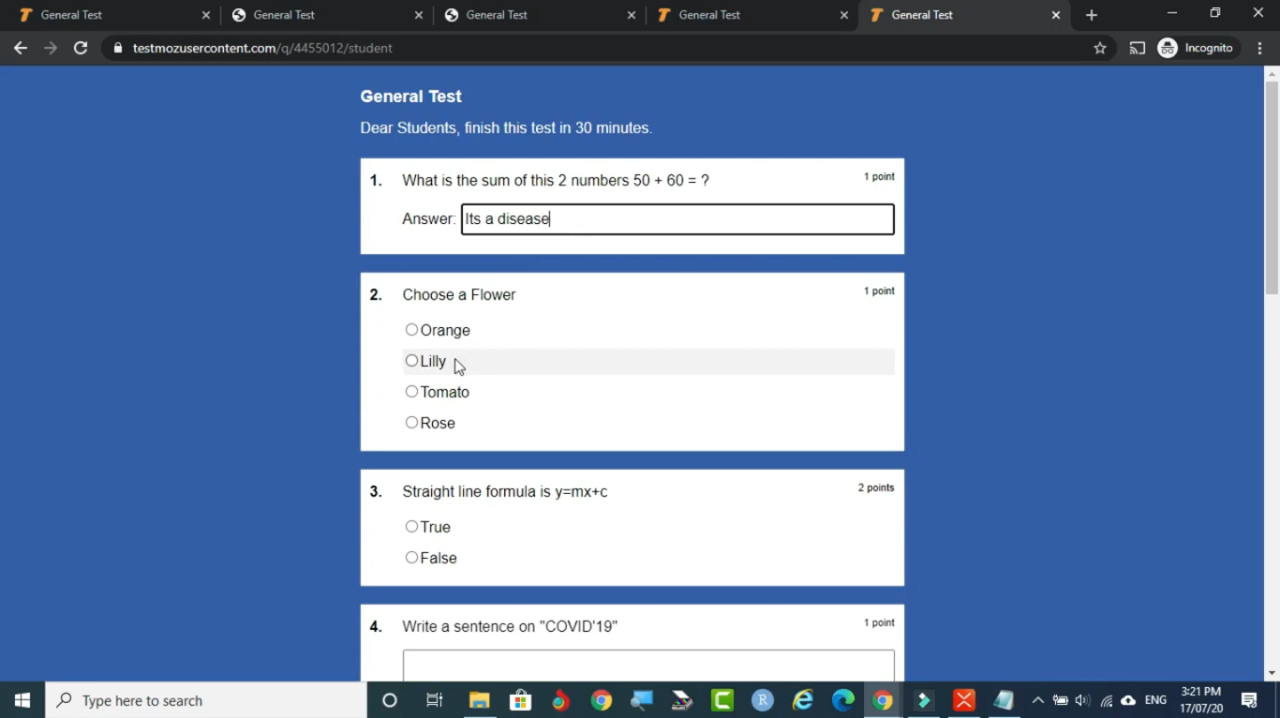 General Test
General Test
General Test
General Test
General Test
testmozusercontent.com/q/4455012/student
Incognito
General Test
Dear Students, finish this test in 30 minutes.
1. What is the sum of this 2 numbers 50 + 60 = ? 1 point
Answer: Its a disease
2. Choose a Flower 1 point
Orange
Lilly
Tomato
Rose
3. Straight line formula is y=mx+c 2 points
True
False
4. Write a sentence on "COVID'19" 1 point
Type here to search
ENG
3:21 PM
17/07/20